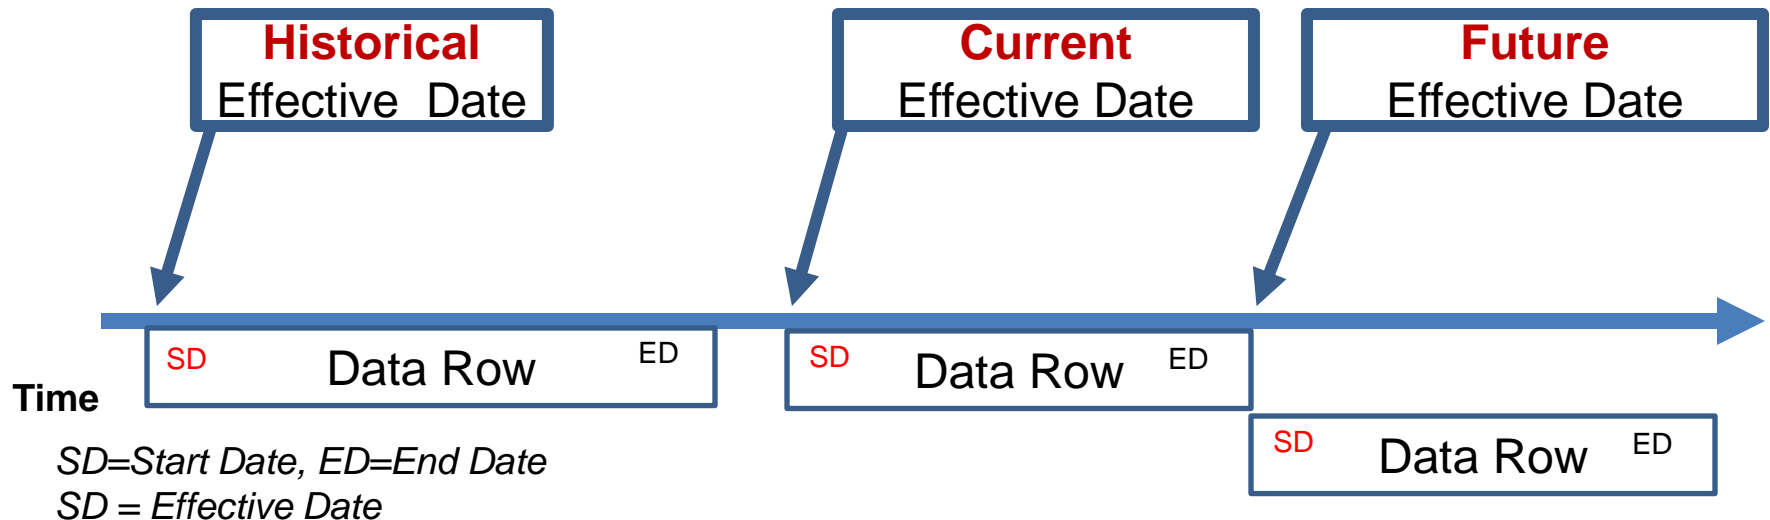 Historical
Effective  Date
Current
Effective Date
Future
Effective Date
SD Data Row ED
SD Data Row ED
Time
SD Data Row ED
SD=Start Date, ED=End Date
SD = Effective Date